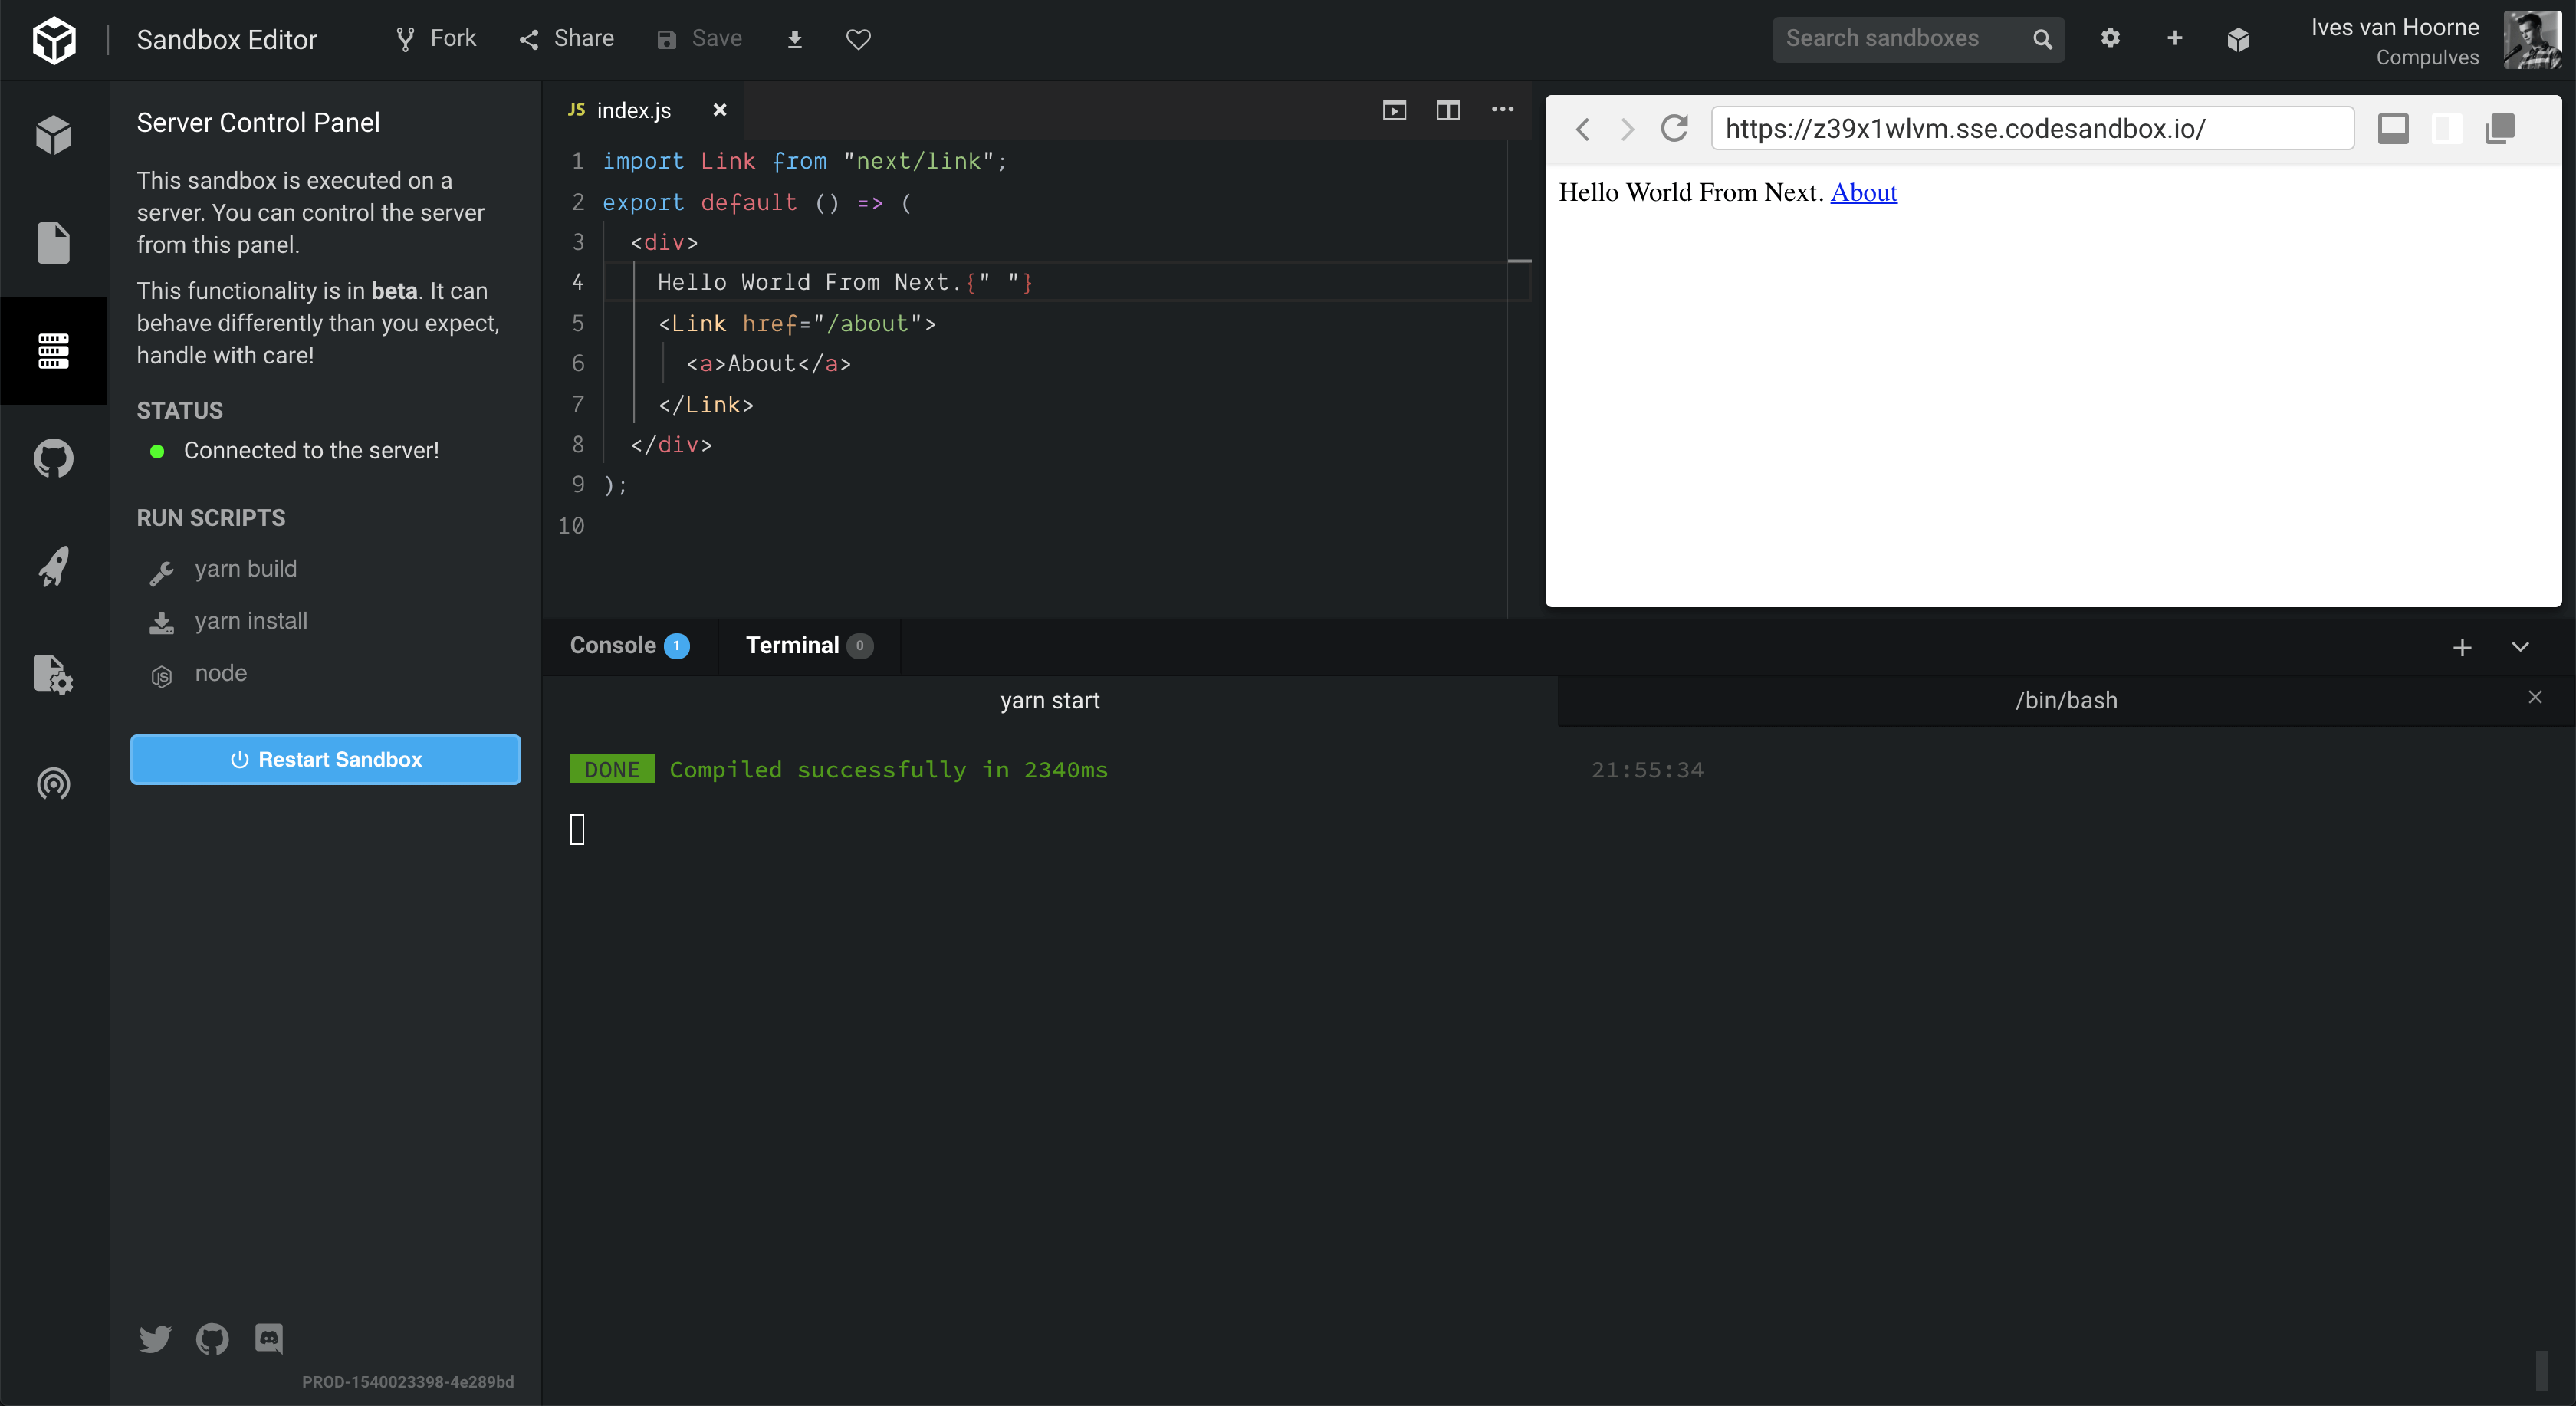 Sandbox Editor
Fork
Share
Save
Search sandboxes
Ives van Hoorne
Compulves
Server Control Panel
This sandbox is executed on a
server. You can control the server
from this panel.
This functionality is in beta. It can
behave differently than you expect,
handle with care!
STATUS
Connected to the server!
RUN SCRIPTS
yarn build
yarn install
JS node
Restart Sandbox
PROD-1540023398-4e289bd
JS index.js
1 import Link from "next/link";
2 export default () => (
3 <div>
4 Hello World From Next.{" "}
5 <Link href="/about">
6 <a>About</a>
7 </Link>
8 </div>
9 );
10
https://z39x1wlvm.sse.codesandbox.io/
Hello World From Next. About
Console 1
Terminal 0
yarn start
/bin/bash
DONE Compiled successfully in 2340ms
21:55:34